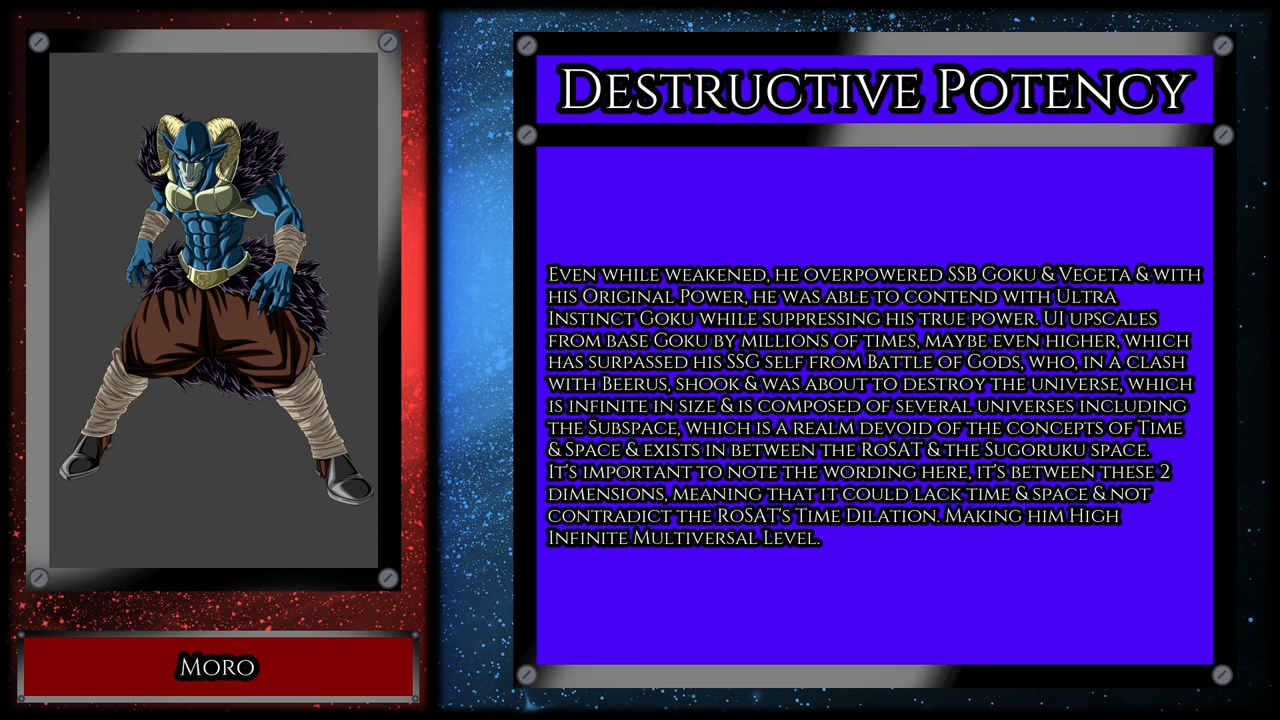 Destructive Potency
Even while weakened, he overpowered SSB Goku & Vegeta & with
his Original Power, he was able to contend with Ultra
Instinct Goku while suppressing his true power. UI upscales
from base Goku by millions of times, maybe even higher, which
has surpassed his SSG self from Battle of Gods, who, in a clash
with Beerus, shook & was about to destroy the universe, which
is infinite in size & is composed of several universes including
the Subspace, which is a realm devoid of the concepts of Time
& Space & exists in between the RoSAT & the Sugoruku space.
It's important to note the wording here, it's between these 2
dimensions, meaning that it could lack time & space & not
contradict the RoSAT's Time Dilation. Making him High
Infinite Multiversal Level.
Moro